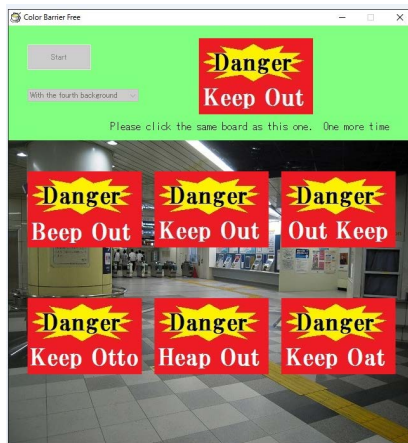 Color Barrier Free
Start
Danger
Keep Out
With the fourth background
Please click the same board as this one. One more time
Danger
Beep Out
Danger
Keep Out
Danger
Out Keep
Danger
Keep Otto
Danger
Heap Out
Danger
Keep Oat